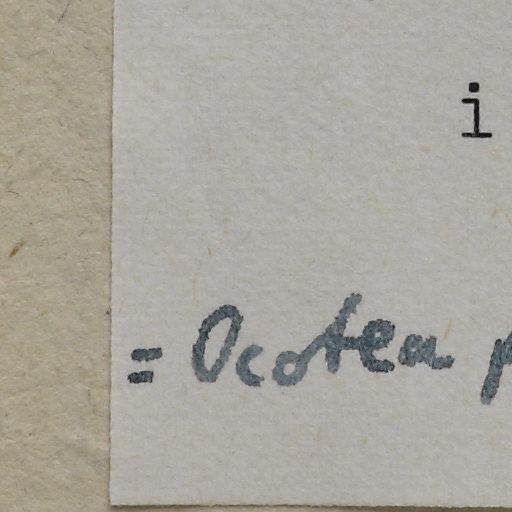 i
= Ocotea p